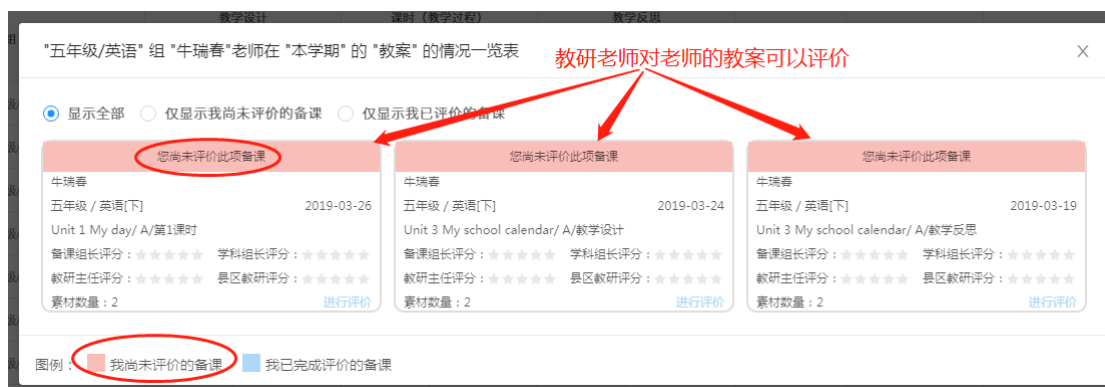 教学设计 课时（教学过程） 教学反思
"五年级/英语" 组 "牛瑞春"老师在 "本学期" 的 "教案" 的情况一览表
教研老师对老师的教案可以评价
显示全部 仅显示我尚未评价的备课 仅显示我已评价的备课
您尚未评价此项备课 您尚未评价此项备课 您尚未评价此项备课
牛瑞春 牛瑞春 牛瑞春
五年级 / 英语[下] 2019-03-26 五年级 / 英语[下] 2019-03-24 五年级 / 英语[下] 2019-03-19
Unit 1 My day/ A/第1课时 Unit 3 My school calendar/ A/教学设计 Unit 3 My school calendar/ A/教学反思
备课组长评分： 学科组长评分： 备课组长评分： 学科组长评分： 备课组长评分： 学科组长评分：
教研主任评分： 县区教研评分： 教研主任评分： 县区教研评分： 教研主任评分： 县区教研评分：
素材数量：2 进行评价 素材数量：2 进行评价 素材数量：2 进行评价
图例： 我尚未评价的备课 我已完成评价的备课